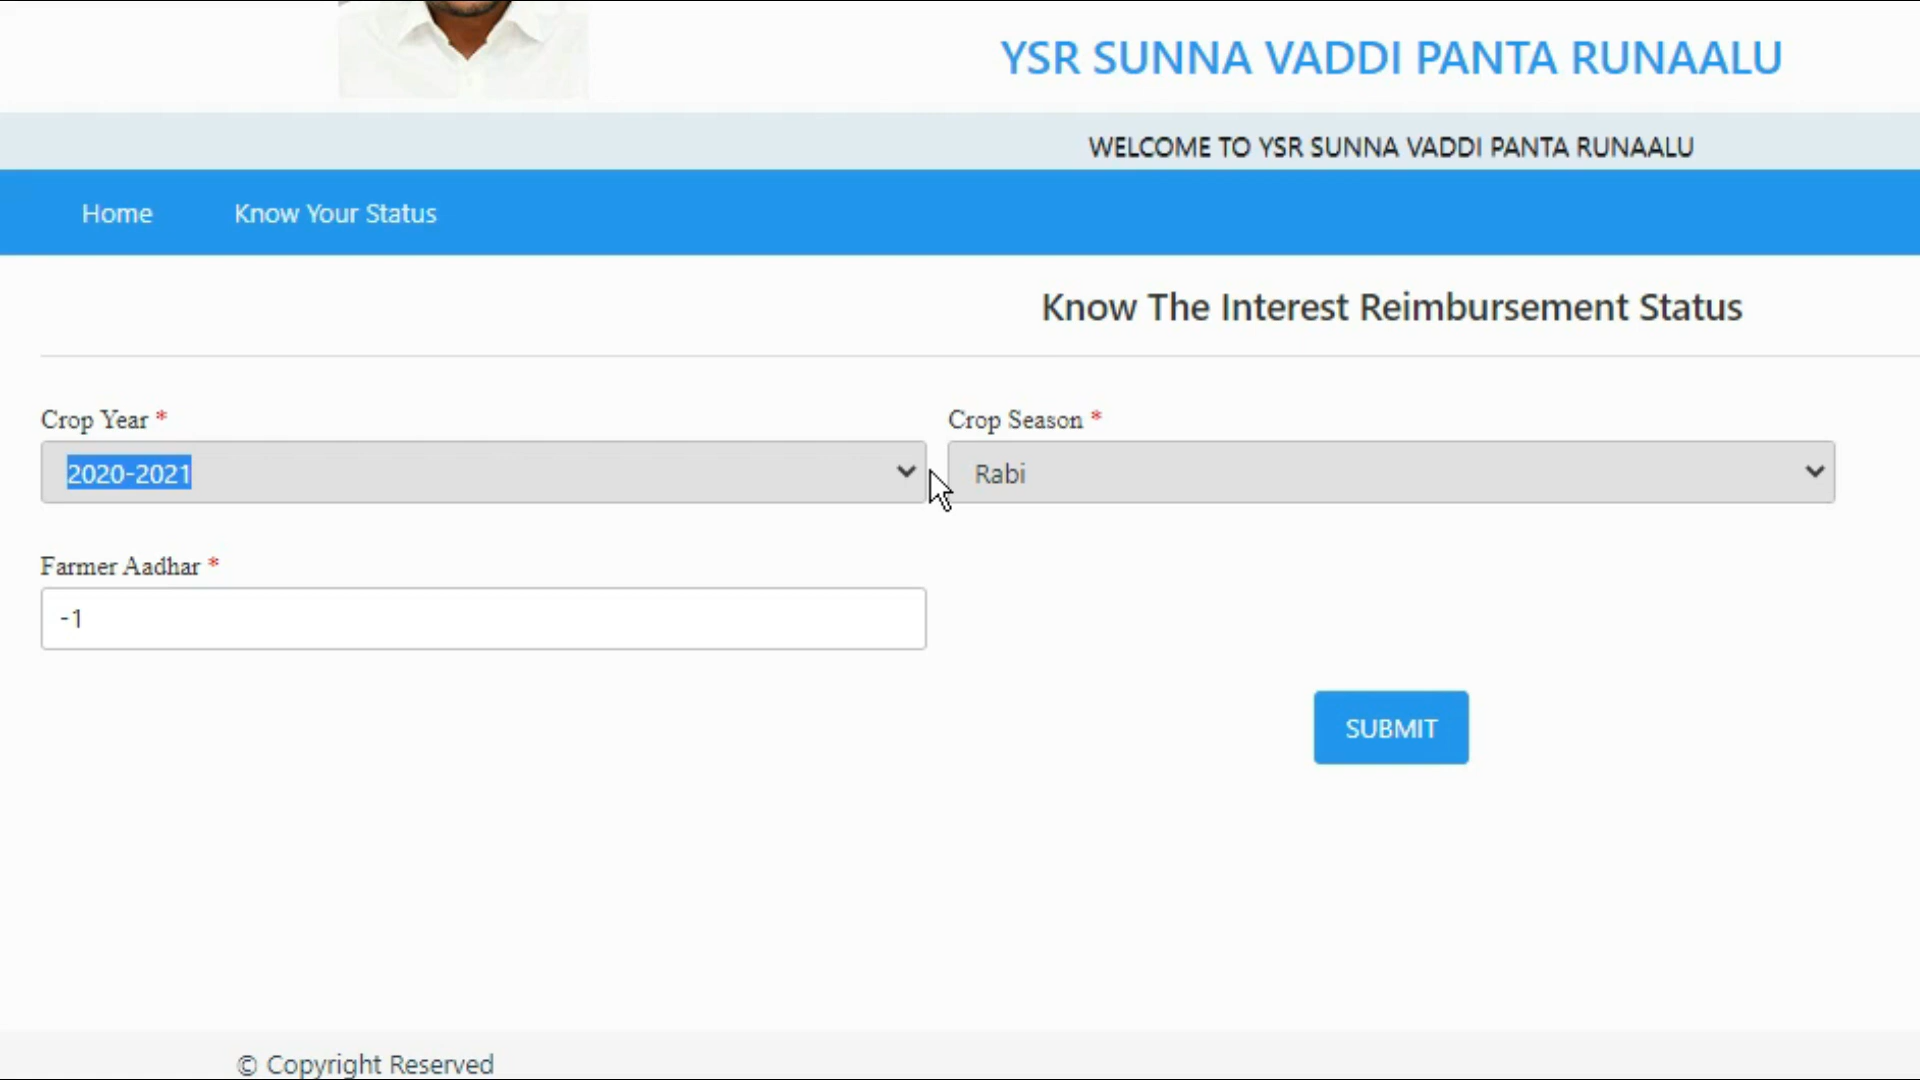 YSR SUNNA VADDI PANTA RUNAALU
WELCOME TO YSR SUNNA VADDI PANTA RUNAALU
Home Know Your Status
Know The Interest Reimbursement Status
Crop Year * Crop Season *
2020-2021 Rabi
Farmer Aadhar *
-1
SUBMIT
© Copyright Reserved